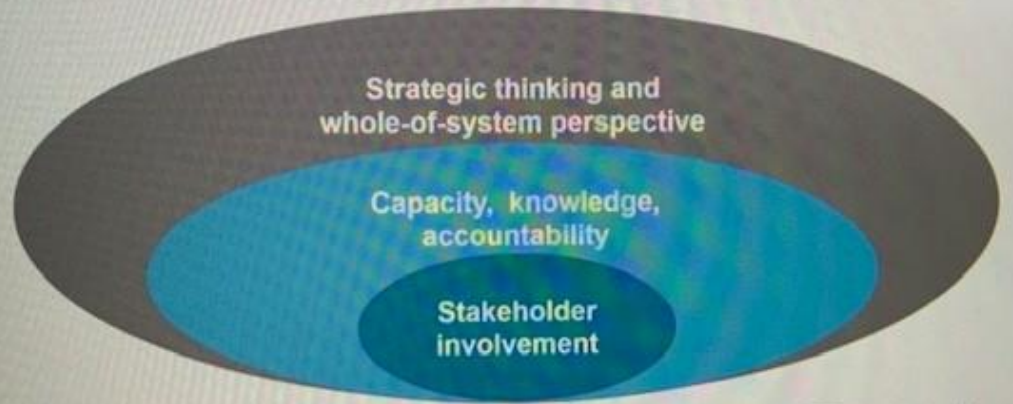 Strategic thinking and
whole-of-system perspective
Capacity, knowledge,
accountability
Stakeholder
involvement